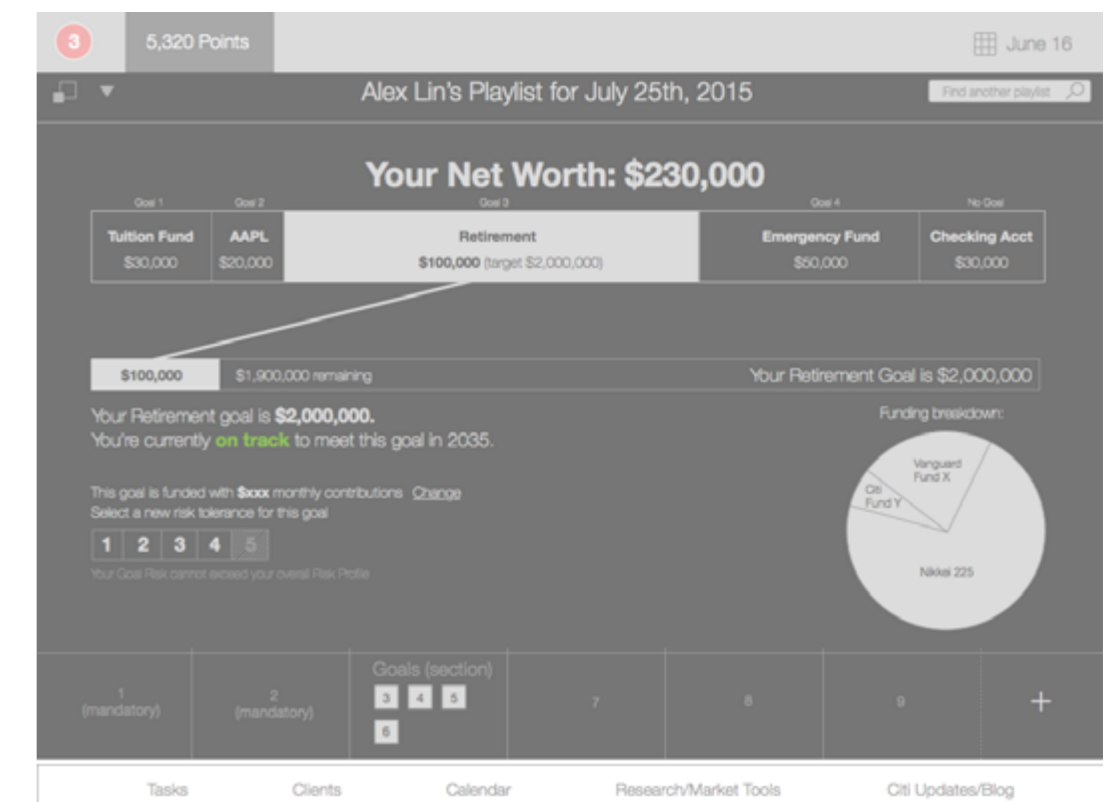 3
5,320 Points
June 16
Alex Lin's Playlist for July 25th, 2015
Find another playlist
Your Net Worth: $230,000
Goal 1
Goal 2
Goal 3
Goal 4
No Goal
Tuition Fund
$30,000
AAPL
$20,000
Retirement
$100,000 (target $2,000,000)
Emergency Fund
$50,000
Checking Acct
$30,000
$100,000
$1,900,000 remaining
Your Retirement Goal is $2,000,000
Your Retirement goal is $2,000,000.
You're currently on track to meet this goal in 2035.
This goal is funded with $xxx monthly contributions Change
Select a new risk tolerance for this goal
1 2 3 4 5
Your Goal Risk cannot exceed your overall Risk Profile
Funding breakdown:
Vanguard
Fund X
Citi
Fund Y
Nikkei 225
1
(mandatory)
2
(mandatory)
Goals (section)
3 4 5
6
7
8
9
+
Tasks
Clients
Calendar
Research/Market Tools
Citi Updates/Blog